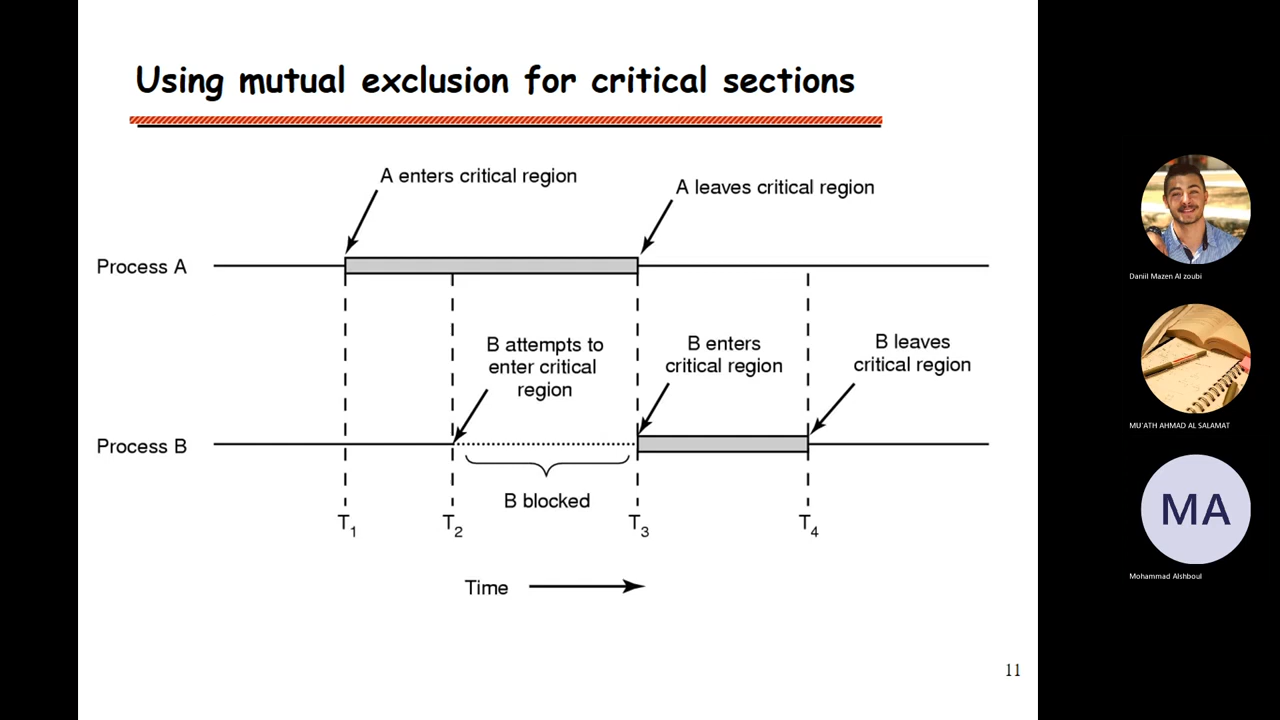 Using mutual exclusion for critical sections
A enters critical region
A leaves critical region
Process A
B attempts to
enter critical
region
B enters
critical region
B leaves
critical region
Process B
B blocked
T1
T2
T3
T4
Time
11
Daniil Mazen Al zoubi
MU'ATH AHMAD AL SALAMAT
MA
Mohammad Alshboul